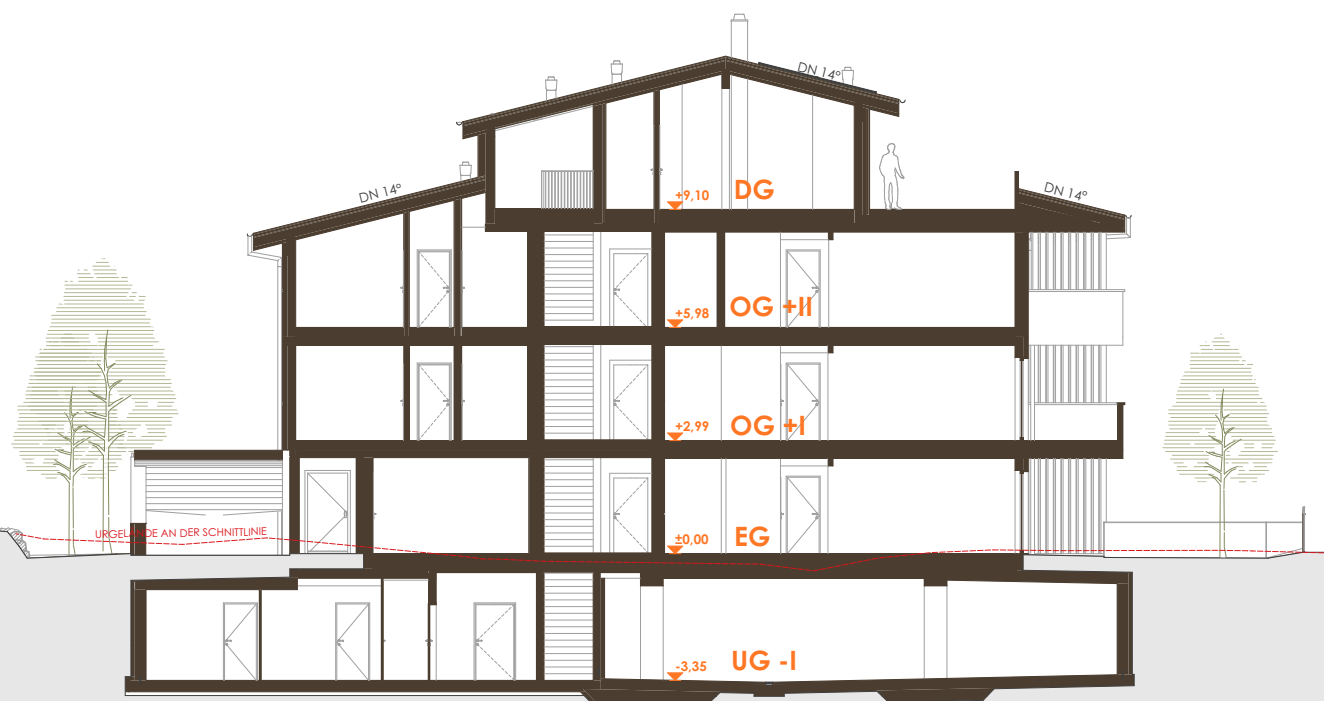 DN 14°
DN 14°
DN 14°
+9,10 DG
+5,98 OG +II
+2,99 OG +I
URGELÄNDE AN DER SCHNITTLINIE
±0,00 EG
-3,35 UG -I